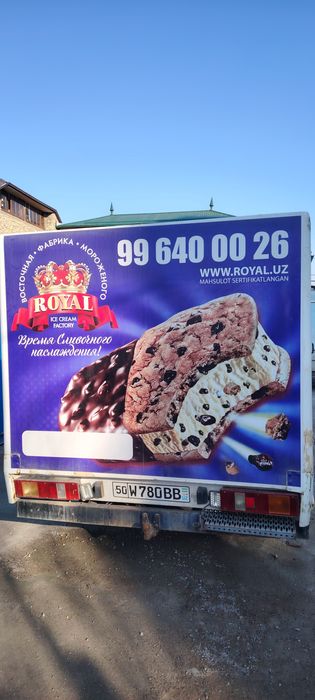 ВОСТОЧНАЯ • ФАБРИКА • МОРОЖЕНОГО
ROYAL
ICE CREAM
FACTORY
Время Сливочного
наслаждения!
99 640 00 26
WWW.ROYAL.UZ
MAHSULOT SERTIFIKATLANGAN
50 W780BB